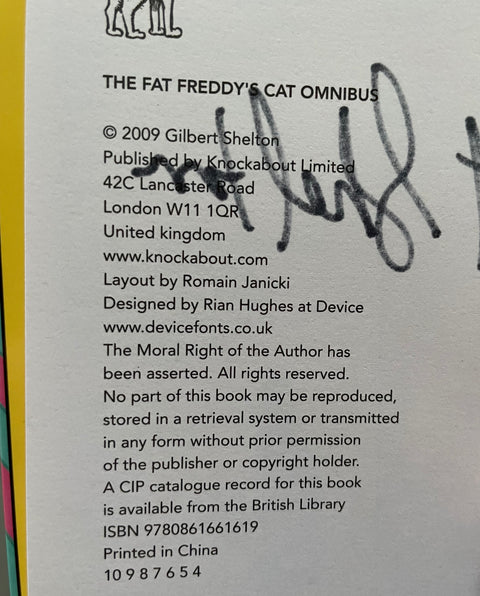 THE FAT FREDDY'S CAT OMNIBUS
© 2009 Gilbert Shelton
Published by Knockabout Limited
42C Lancaster Road
London W11 1QR
United kingdom
www.knockabout.com
Layout by Romain Janicki
Designed by Rian Hughes at Device
www.devicefonts.co.uk
The Moral Right of the Author has
been asserted. All rights reserved.
No part of this book may be reproduced,
stored in a retrieval system or transmitted
in any form without prior permission
of the publisher or copyright holder.
A CIP catalogue record for this book
is available from the British Library
ISBN 9780861661619
Printed in China
10 9 8 7 6 5 4